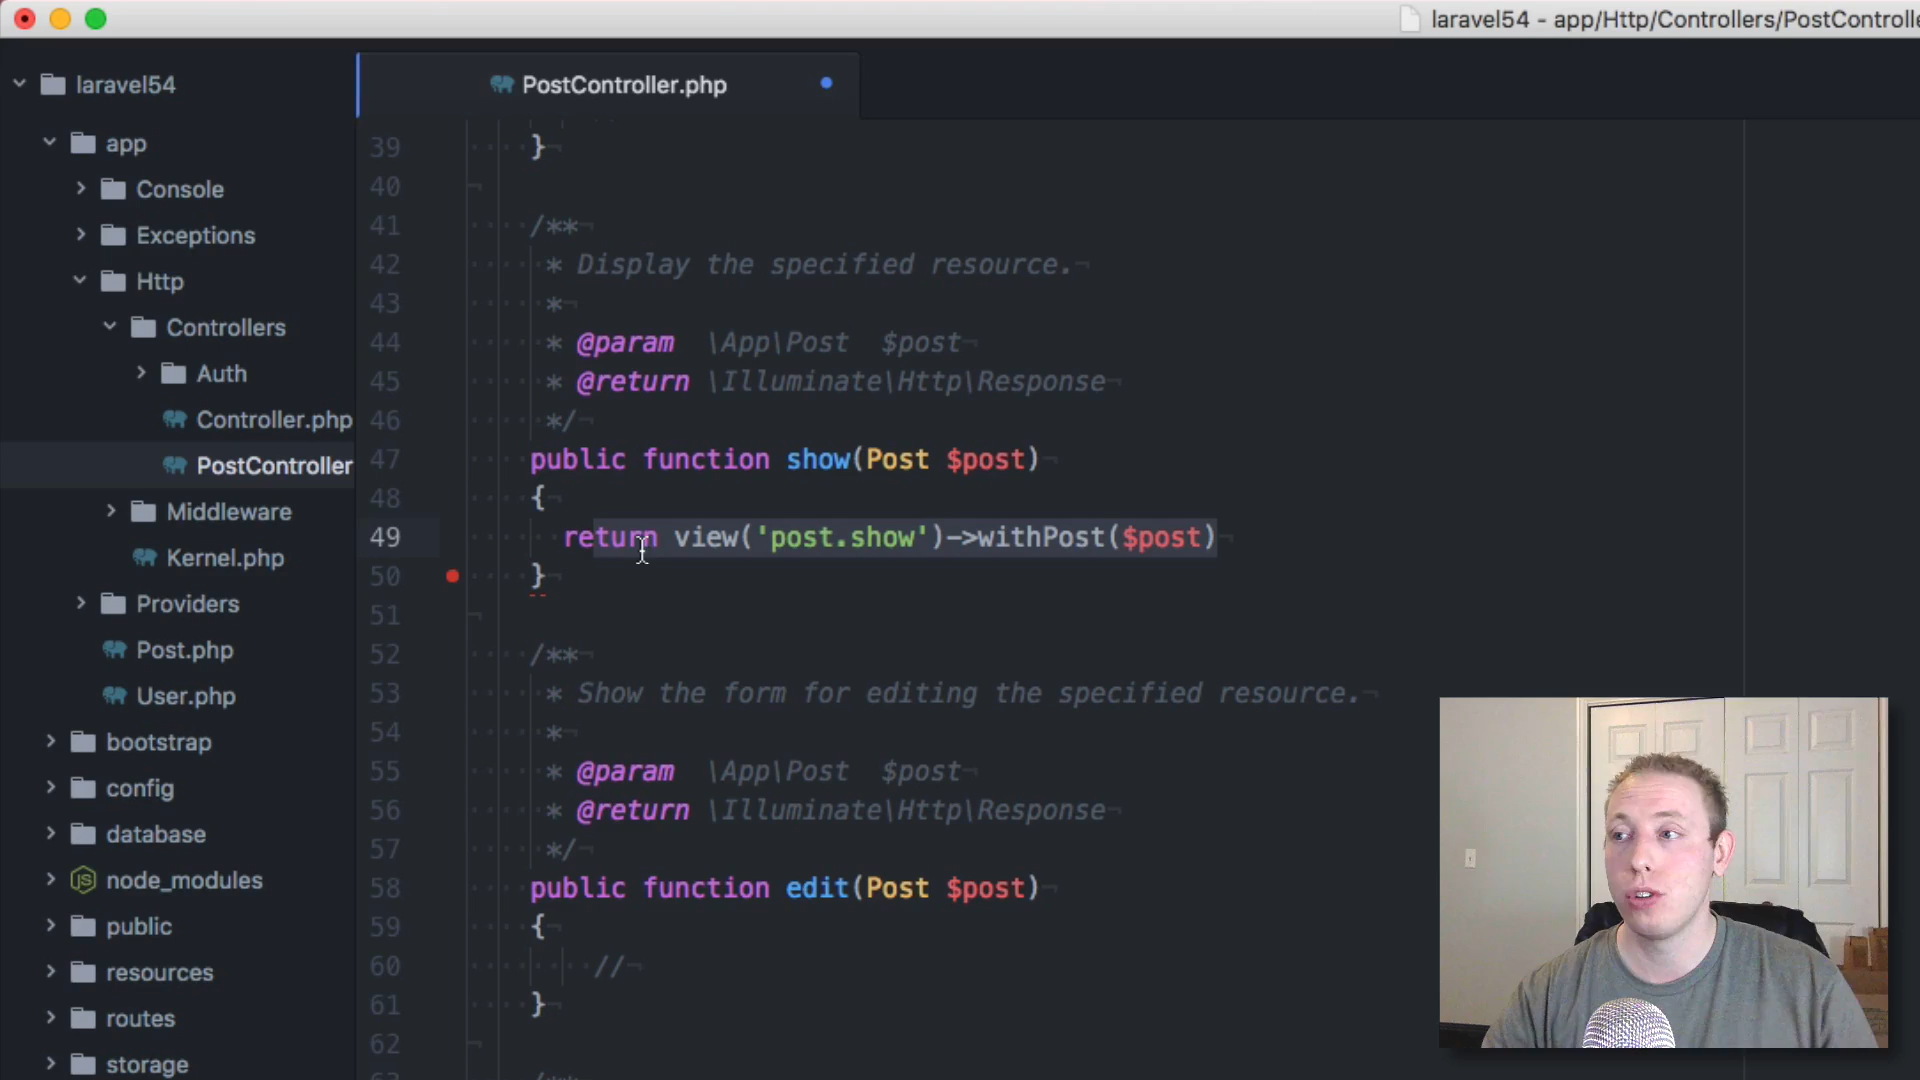 laravel54 - app/Http/Controllers/PostControlle
laravel54
app
Console
Exceptions
Http
Controllers
Auth
Controller.php
PostController
Middleware
Kernel.php
Providers
Post.php
User.php
bootstrap
config
database
node_modules
public
resources
routes
storage
PostController.php
39 }
40
41 /**
42 * Display the specified resource.
43 *
44 * @param \App\Post $post
45 * @return \Illuminate\Http\Response
46 */
47 public function show(Post $post)
48 {
49 return view('post.show')->withPost($post)
50 }
51
52 /**
53 * Show the form for editing the specified resource.
54 *
55 * @param \App\Post $post
56 * @return \Illuminate\Http\Response
57 */
58 public function edit(Post $post)
59 {
60 //
61 }
62